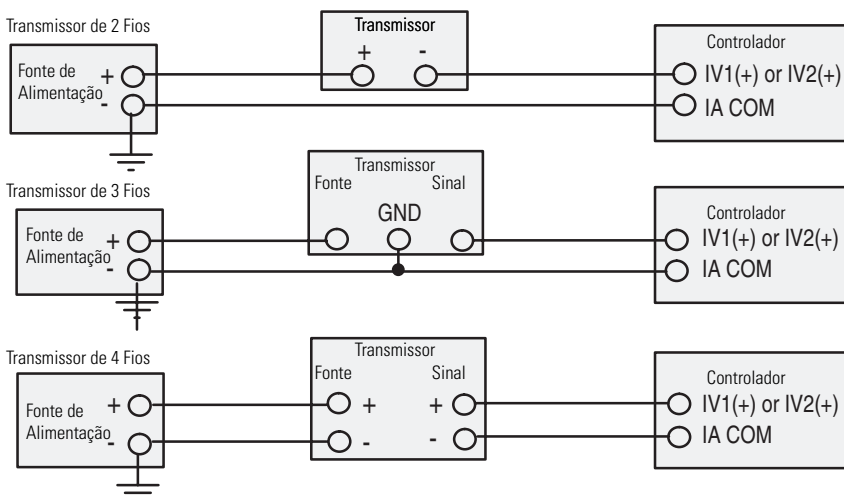 Transmissor de 2 Fios
Fonte de
Alimentação
+
-
Transmissor
+ -
Controlador
IV1(+) or IV2(+)
IA COM
Transmissor de 3 Fios
Fonte de
Alimentação
+
-
Transmissor
Fonte Sinal
GND
Controlador
IV1(+) or IV2(+)
IA COM
Transmissor de 4 Fios
Fonte de
Alimentação
+
-
Transmissor
Fonte Sinal
+ +
- -
Controlador
IV1(+) or IV2(+)
IA COM